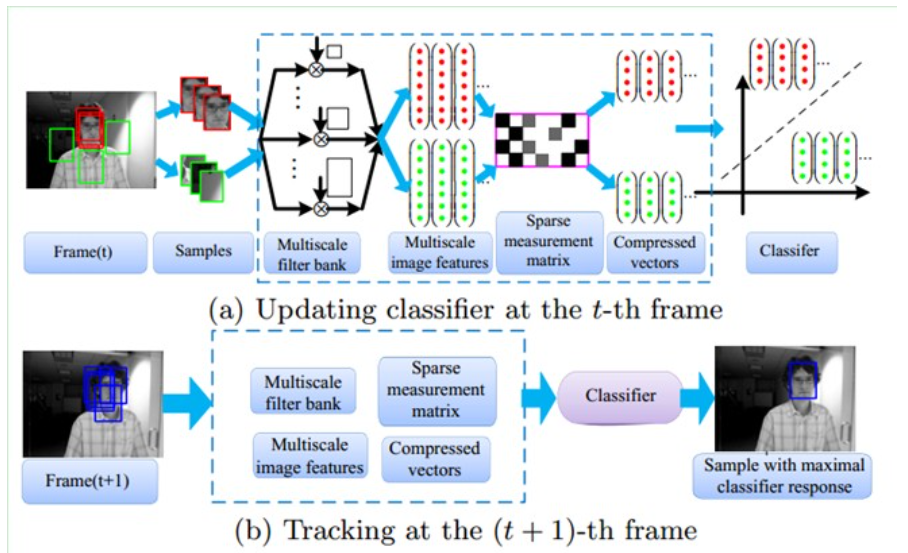 Frame(t)
Samples
Multiscale
filter bank
Multiscale
image features
Sparse
measurement
matrix
Compressed
vectors
Classifer
(a) Updating classifier at the t-th frame
Multiscale
filter bank
Sparse
measurement
matrix
Multiscale
image features
Compressed
vectors
Classifier
Frame(t+1)
Sample with maximal
classifier response
(b) Tracking at the (t + 1)-th frame